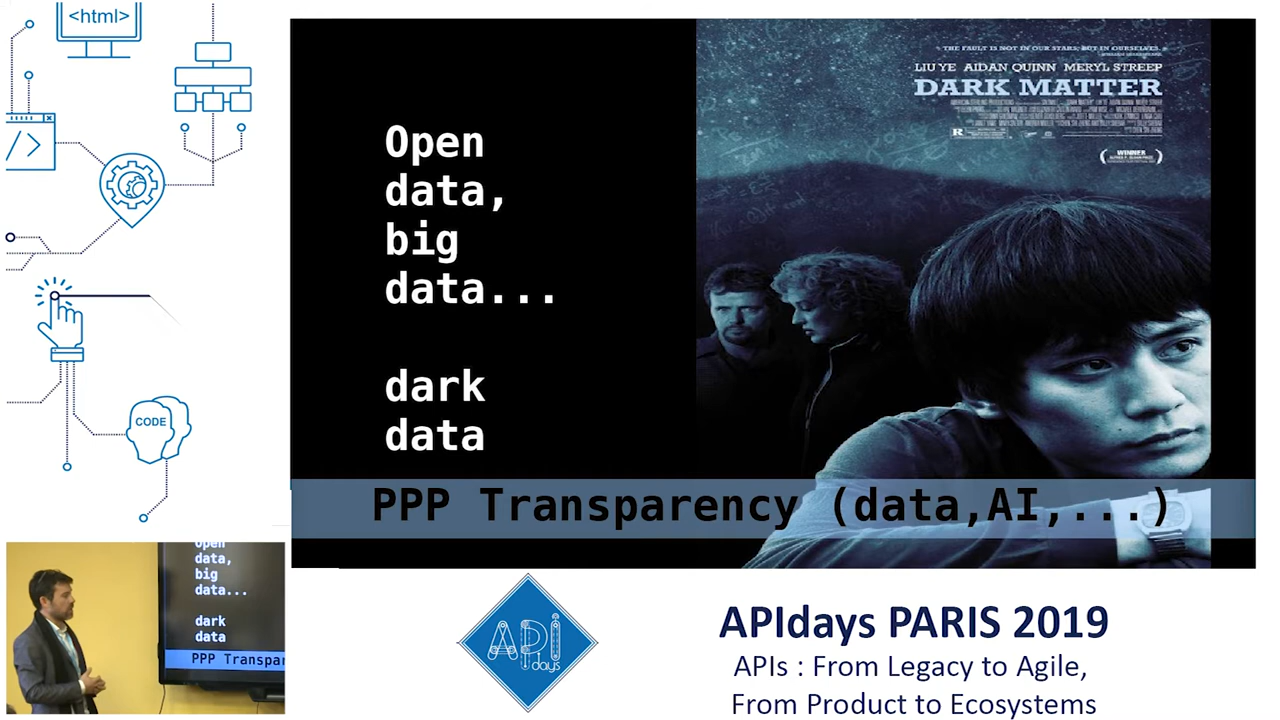 <html>
</>
CODE
Open
data,
big
data...
dark
data
THE FAULT IS NOT IN OUR STARS, BUT IN OURSELVES.
LIU YE AIDAN QUINN MERYL STREEP
DARK MATTER
R
WINNER
PPP Transparency (data,AI,...)
Open
data,
big
data...
dark
data
PPP Transpar
API
days
APIdays PARIS 2019
APIs : From Legacy to Agile,
From Product to Ecosystems